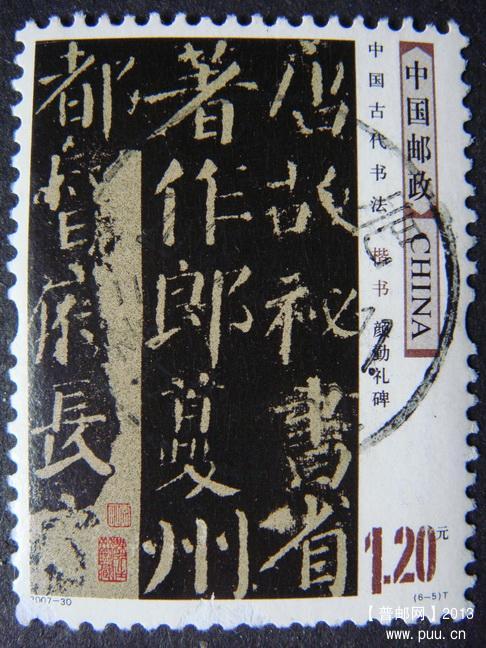 中国邮政 CHINA
中国古代书法 楷书 颜勤礼碑
唐故祕書省
著作郎夔州
都督府長
1.20元
2007-30
(6-5)T
【普邮网】2013
www.puu.cn